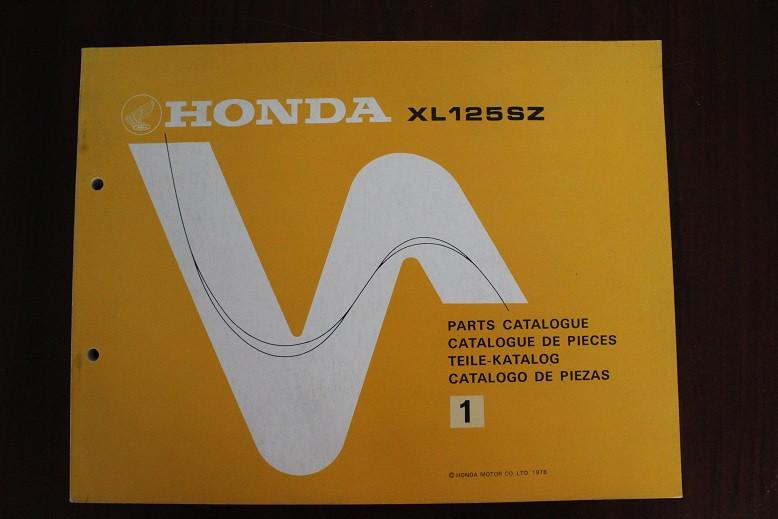 HONDA XL125SZ
PARTS CATALOGUE
CATALOGUE DE PIECES
TEILE-KATALOG
CATALOGO DE PIEZAS
1
© HONDA MOTOR CO. LTD. 1978